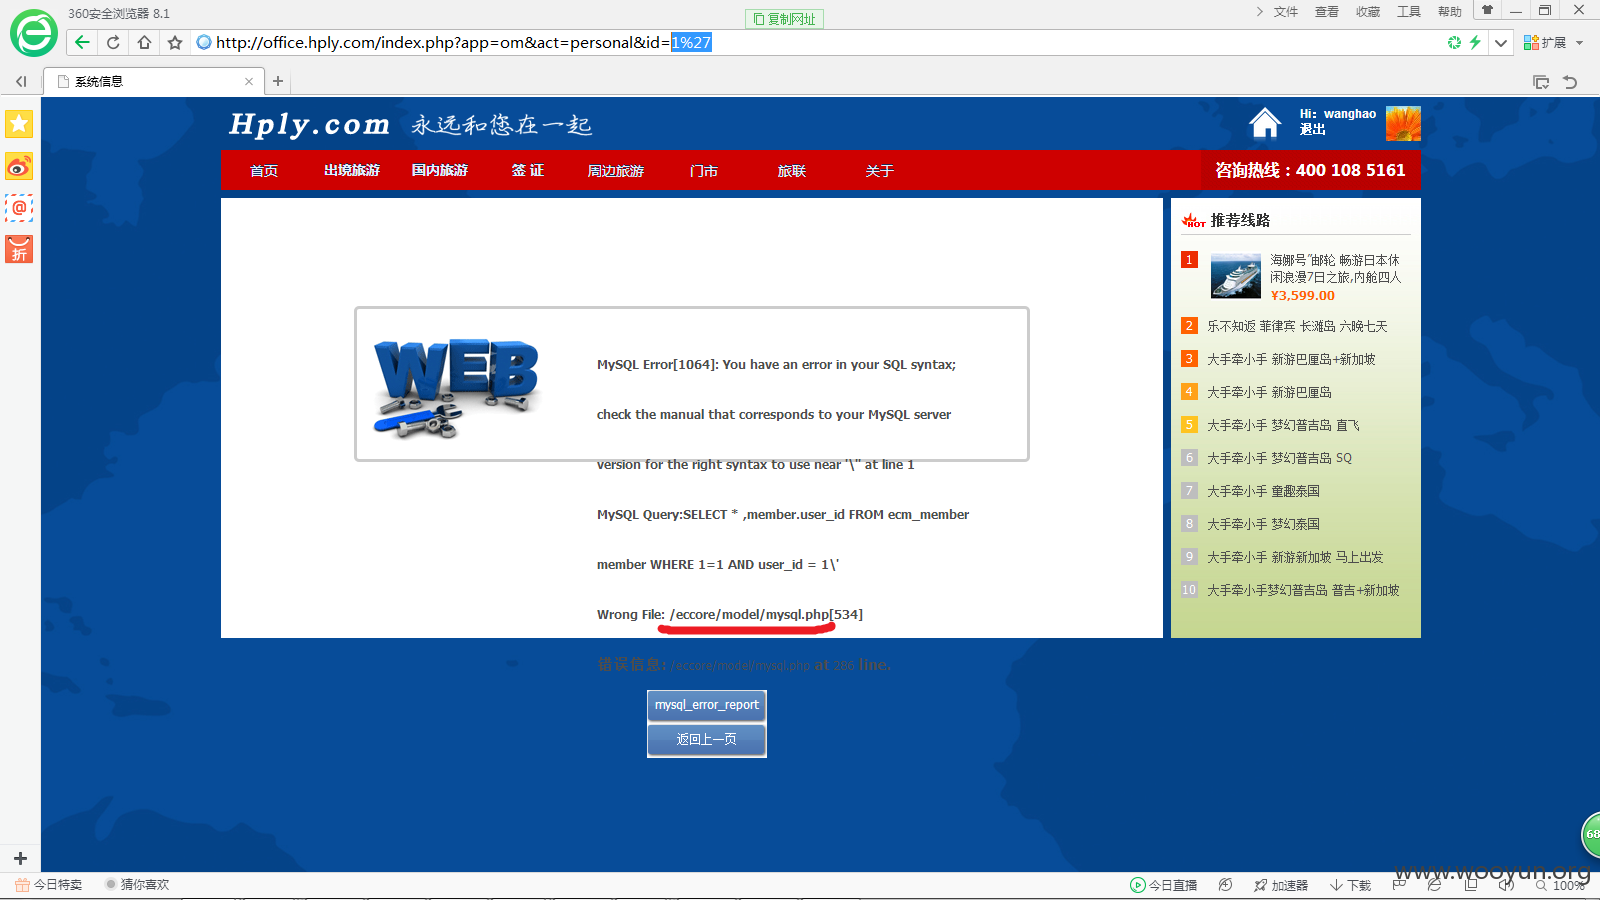 360安全浏览器 8.1
复制网址
文件 查看 收藏 工具 帮助
http://office.hply.com/index.php?app=om&act=personal&id=1%27
扩展
系统信息
Hply.com 永远和您在一起
Hi：wanghao
退出
首页 出境旅游 国内旅游 签 证 周边旅游 门市 旅联 关于
咨询热线：400 108 5161
HOT 推荐线路
1 海娜号"邮轮 畅游日本休
闲浪漫7日之旅,内舱四人
¥3,599.00
2 乐不知返 菲律宾 长滩岛 六晚七天
3 大手牵小手 新游巴厘岛+新加坡
4 大手牵小手 新游巴厘岛
5 大手牵小手 梦幻普吉岛 直飞
6 大手牵小手 梦幻普吉岛 SQ
7 大手牵小手 童趣泰国
8 大手牵小手 梦幻泰国
9 大手牵小手 新游新加坡 马上出发
10 大手牵小手梦幻普吉岛 普吉+新加坡
WEB
MySQL Error[1064]: You have an error in your SQL syntax;
check the manual that corresponds to your MySQL server
version for the right syntax to use near '\'' at line 1
MySQL Query:SELECT * ,member.user_id FROM ecm_member
member WHERE 1=1 AND user_id = 1\'
Wrong File: /eccore/model/mysql.php[534]
错误信息: /eccore/model/mysql.php at 286 line.
mysql_error_report
返回上一页
@
折
68
www.wooyun.org
今日特卖 猜你喜欢
今日直播 加速器 下载 100%